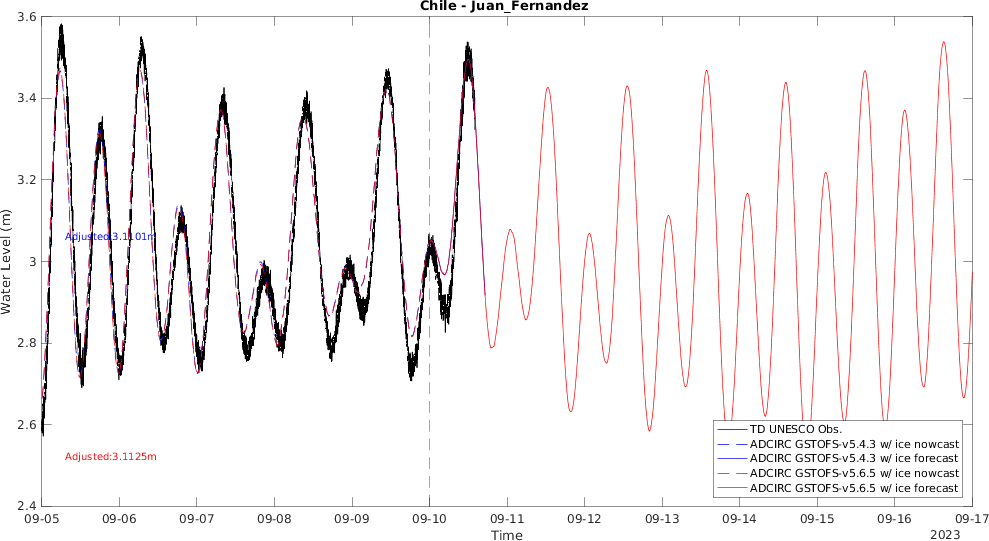 Chile - Juan_Fernandez
3.6
3.4
3.2
3
2.8
2.6
2.4
Water Level (m)
Adjusted:3.1101m
Adjusted:3.1125m
TD UNESCO Obs.
ADCIRC GSTOFS-v5.4.3 w/ ice nowcast
ADCIRC GSTOFS-v5.4.3 w/ ice forecast
ADCIRC GSTOFS-v5.6.5 w/ ice nowcast
ADCIRC GSTOFS-v5.6.5 w/ ice forecast
09-05 09-06 09-07 09-08 09-09 09-10 09-11 09-12 09-13 09-14 09-15 09-16 09-17
Time
2023